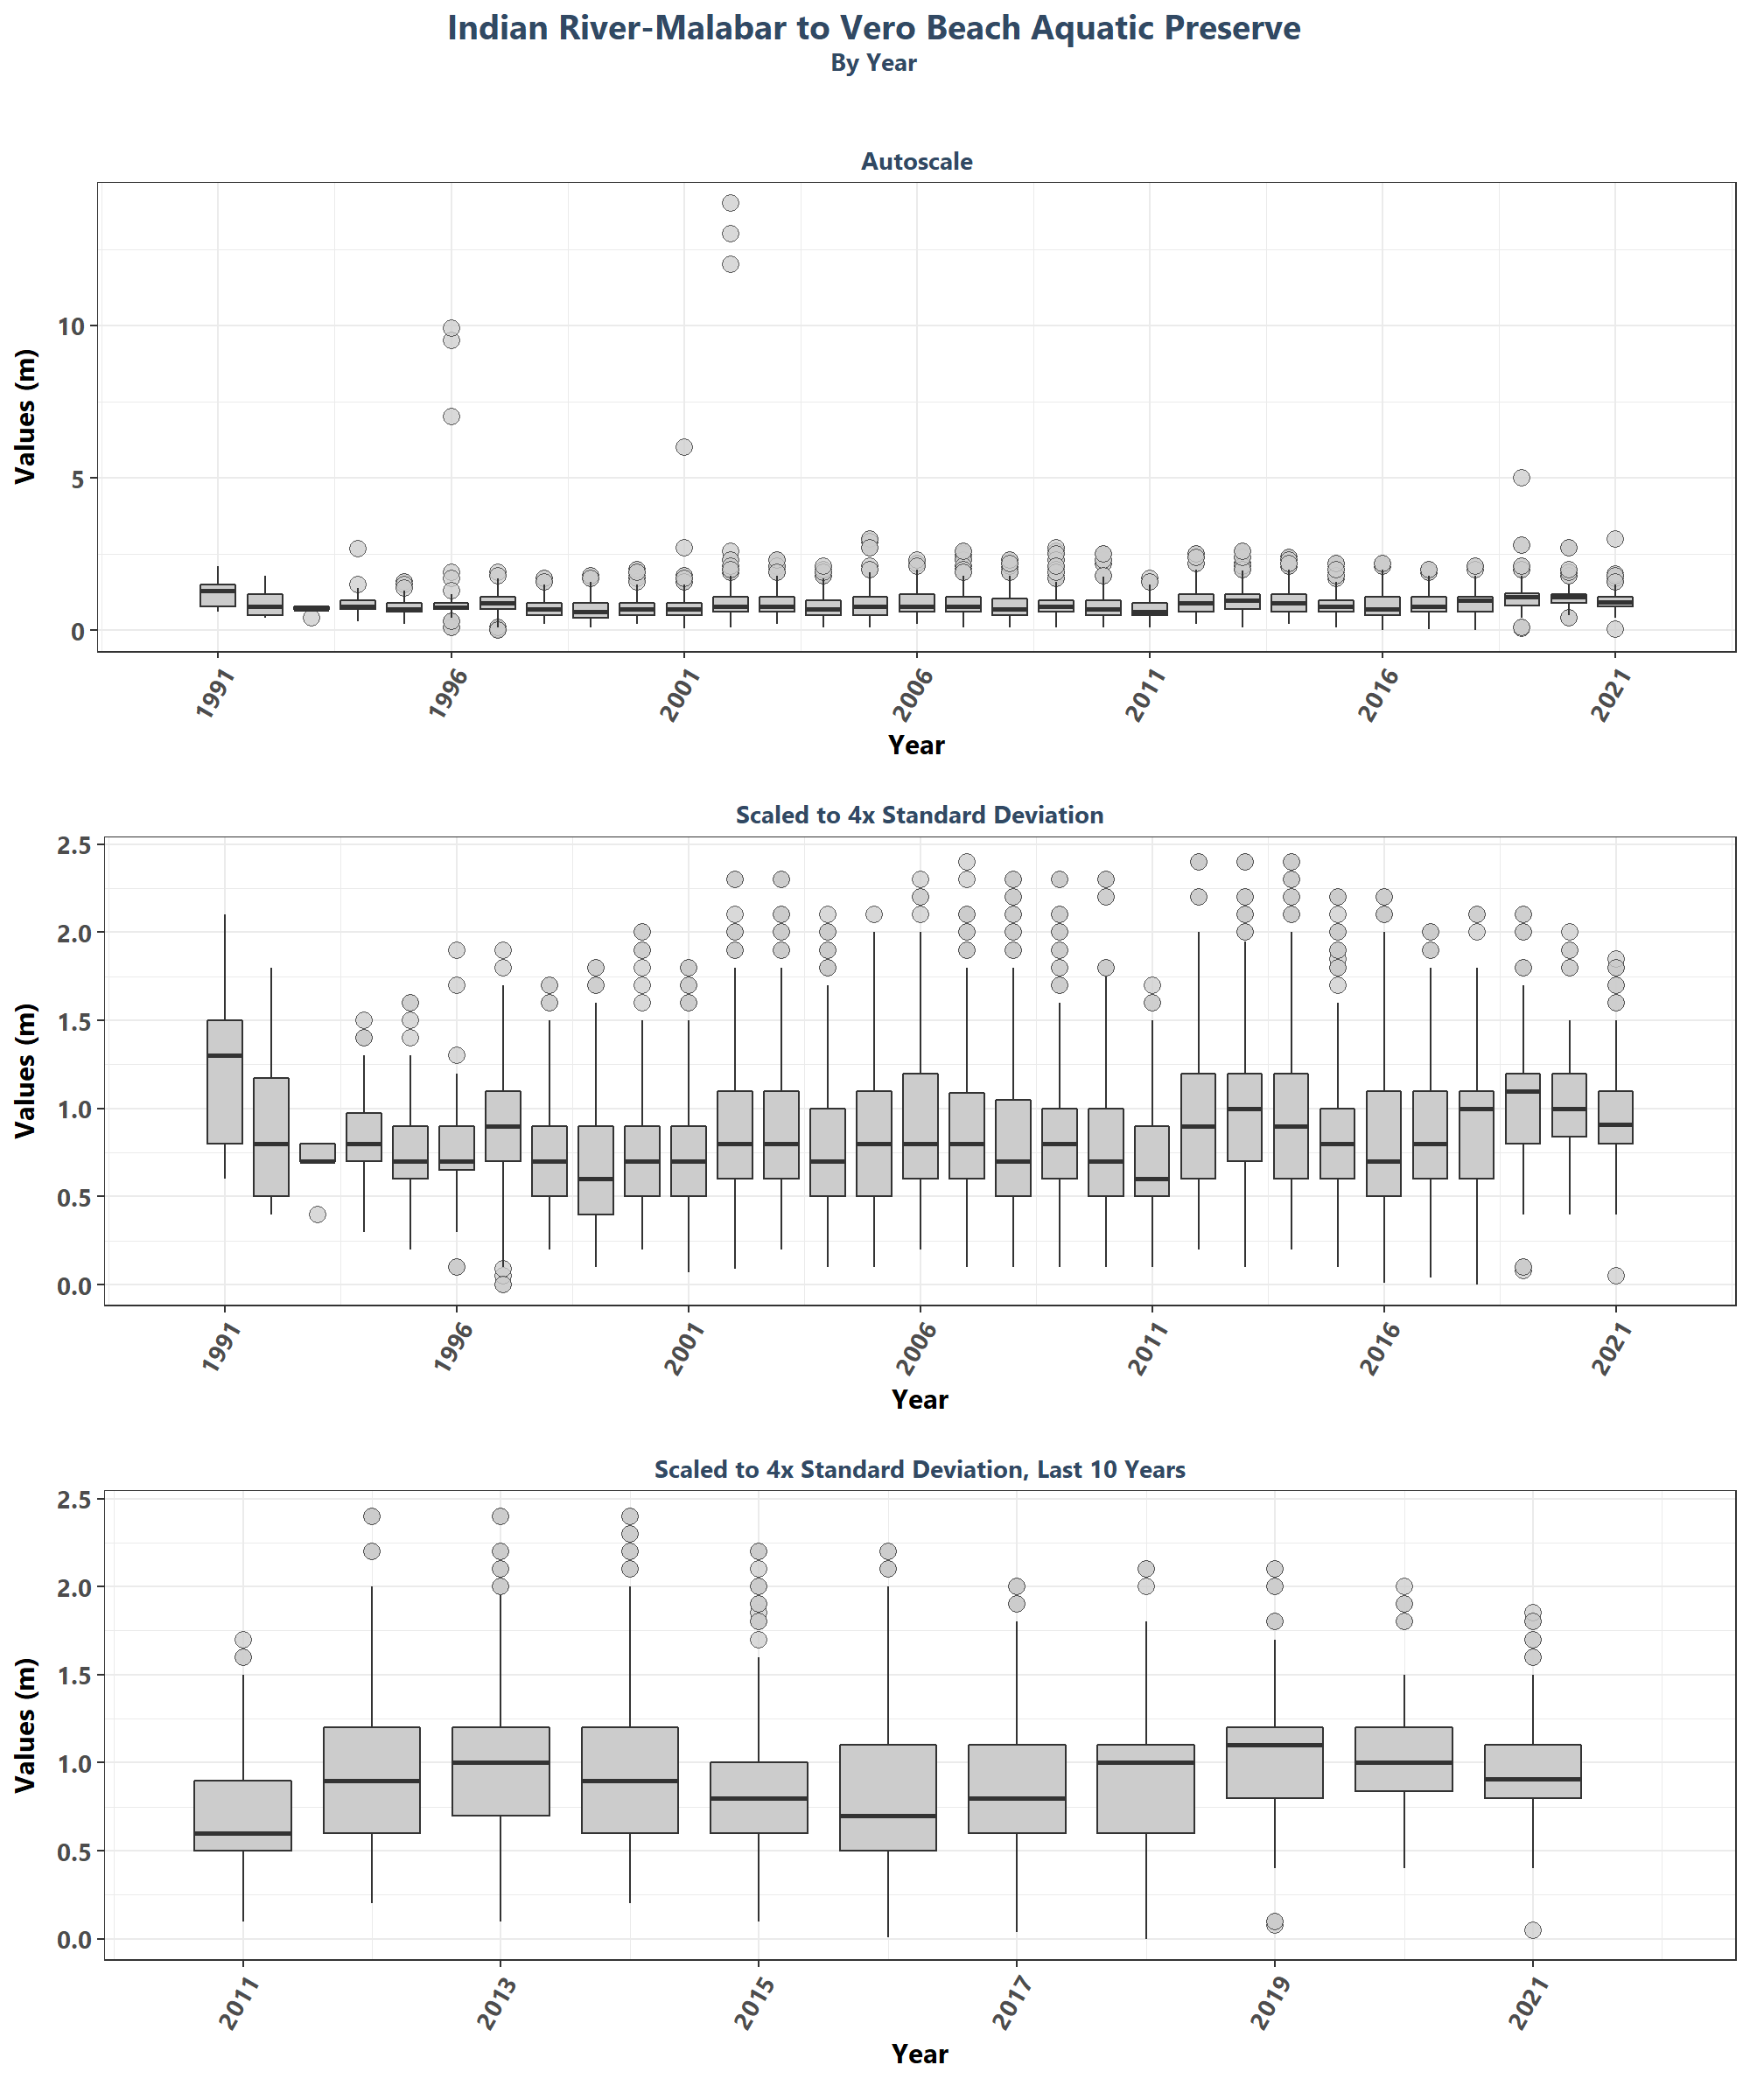 Indian River-Malabar to Vero Beach Aquatic Preserve
By Year
Autoscale
Values (m)
10
5
0
1991 1996 2001 2006 2011 2016 2021
Year
Scaled to 4x Standard Deviation
Values (m)
2.5
2.0
1.5
1.0
0.5
0.0
1991 1996 2001 2006 2011 2016 2021
Year
Scaled to 4x Standard Deviation, Last 10 Years
Values (m)
2.5
2.0
1.5
1.0
0.5
0.0
2011 2013 2015 2017 2019 2021
Year